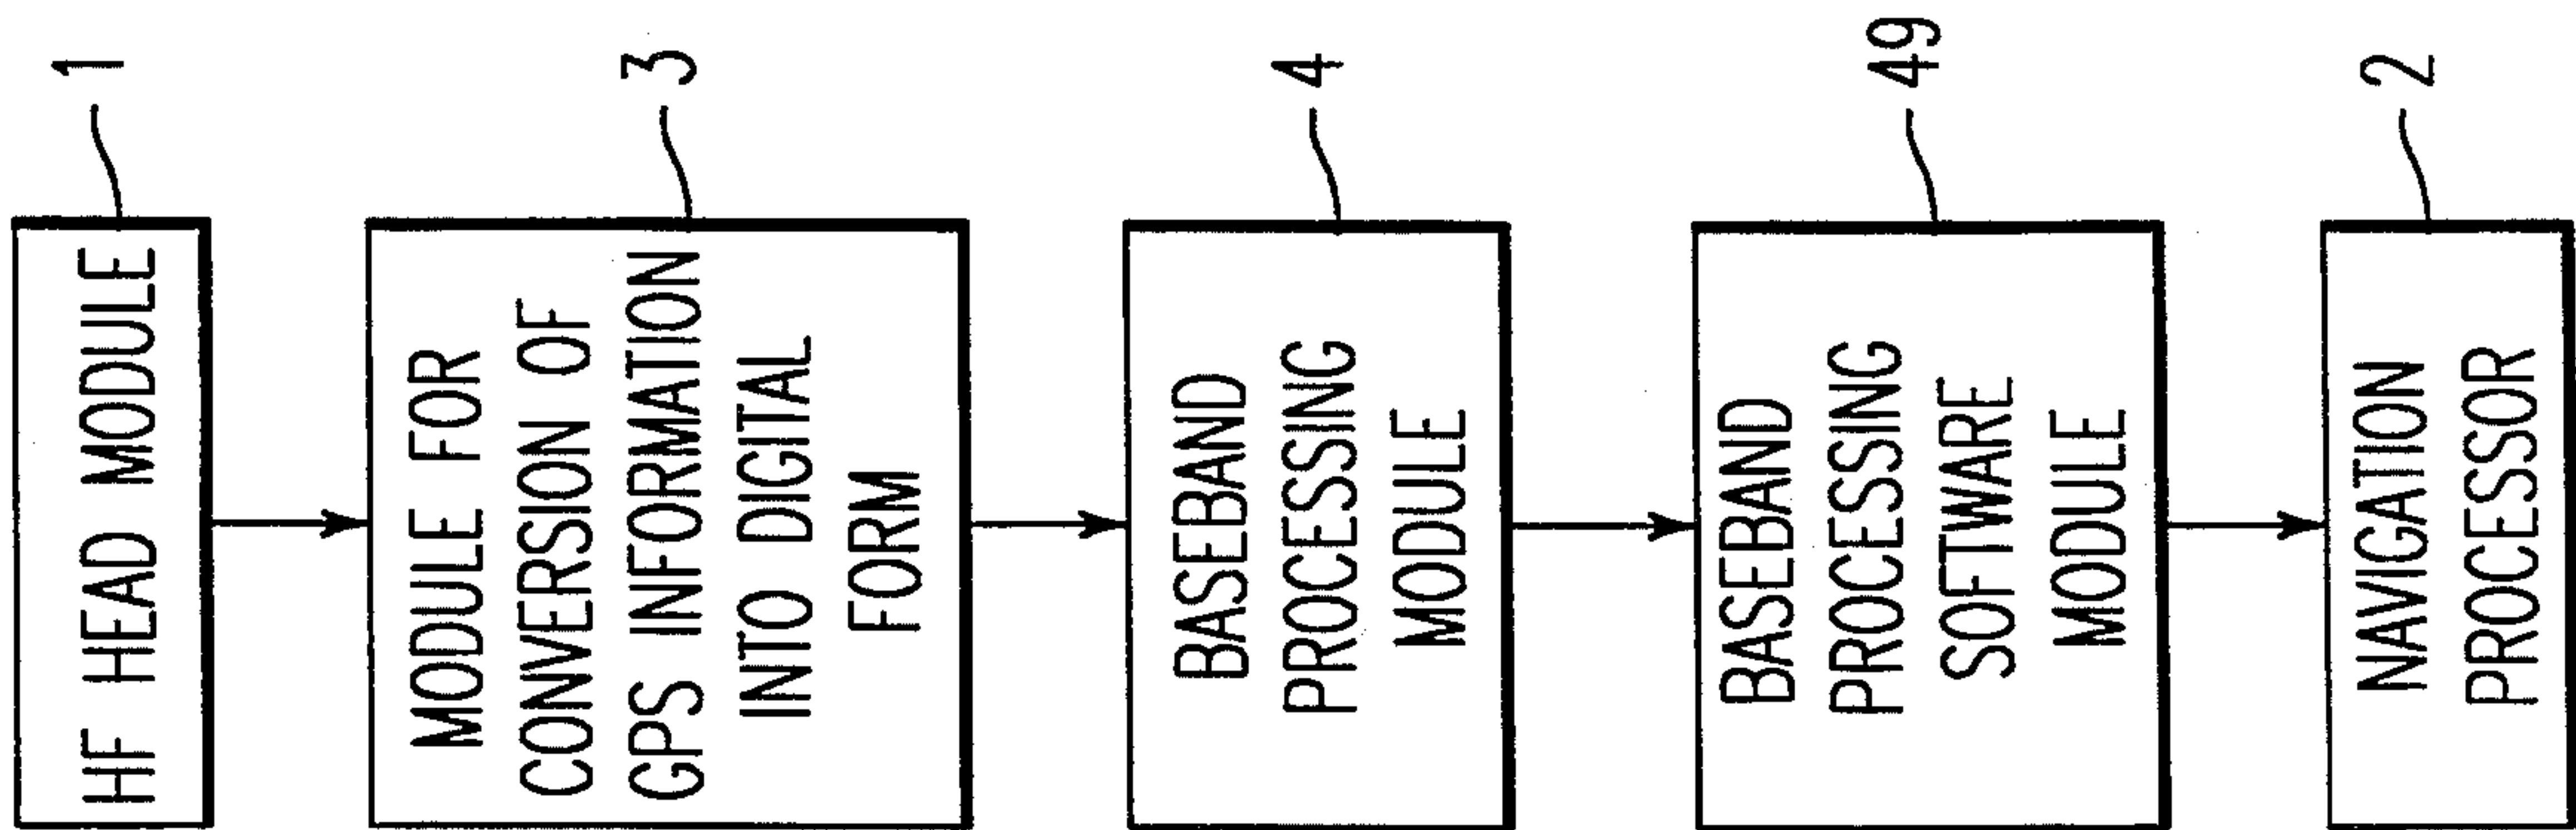 HF HEAD MODULE
1
MODULE FOR
CONVERSION OF
GPS INFORMATION
INTO DIGITAL
FORM
3
BASEBAND
PROCESSING
MODULE
4
BASEBAND
PROCESSING
SOFTWARE
MODULE
49
NAVIGATION
PROCESSOR
2